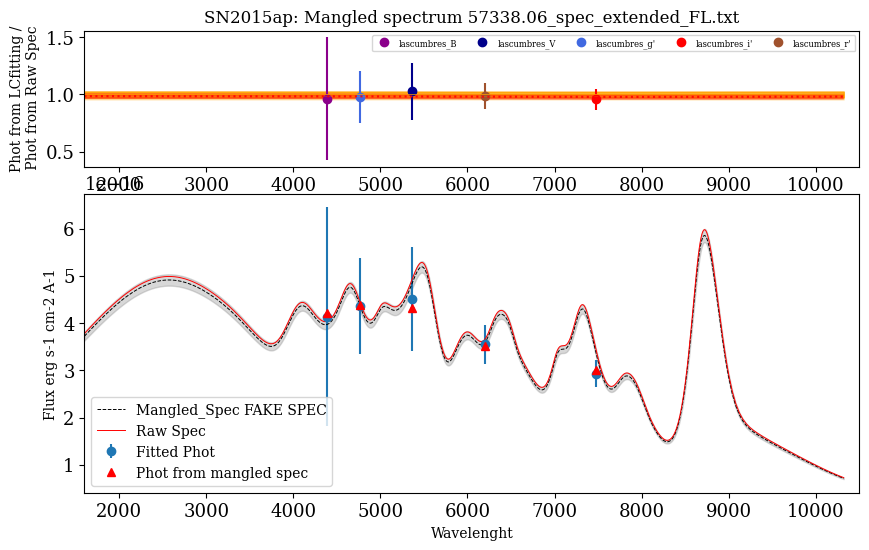 SN2015ap: Mangled spectrum 57338.06_spec_extended_FL.txt
Phot from LCfitting /
Phot from Raw Spec
1.5
1.0
0.5
lascumbres_B
lascumbres_V
lascumbres_g'
lascumbres_i'
lascumbres_r'
2000 3000 4000 5000 6000 7000 8000 9000 10000
1e−16
Flux erg s-1 cm-2 A-1
6
5
4
3
2
1
Mangled_Spec FAKE SPEC
Raw Spec
Fitted Phot
Phot from mangled spec
2000 3000 4000 5000 6000 7000 8000 9000 10000
Wavelenght